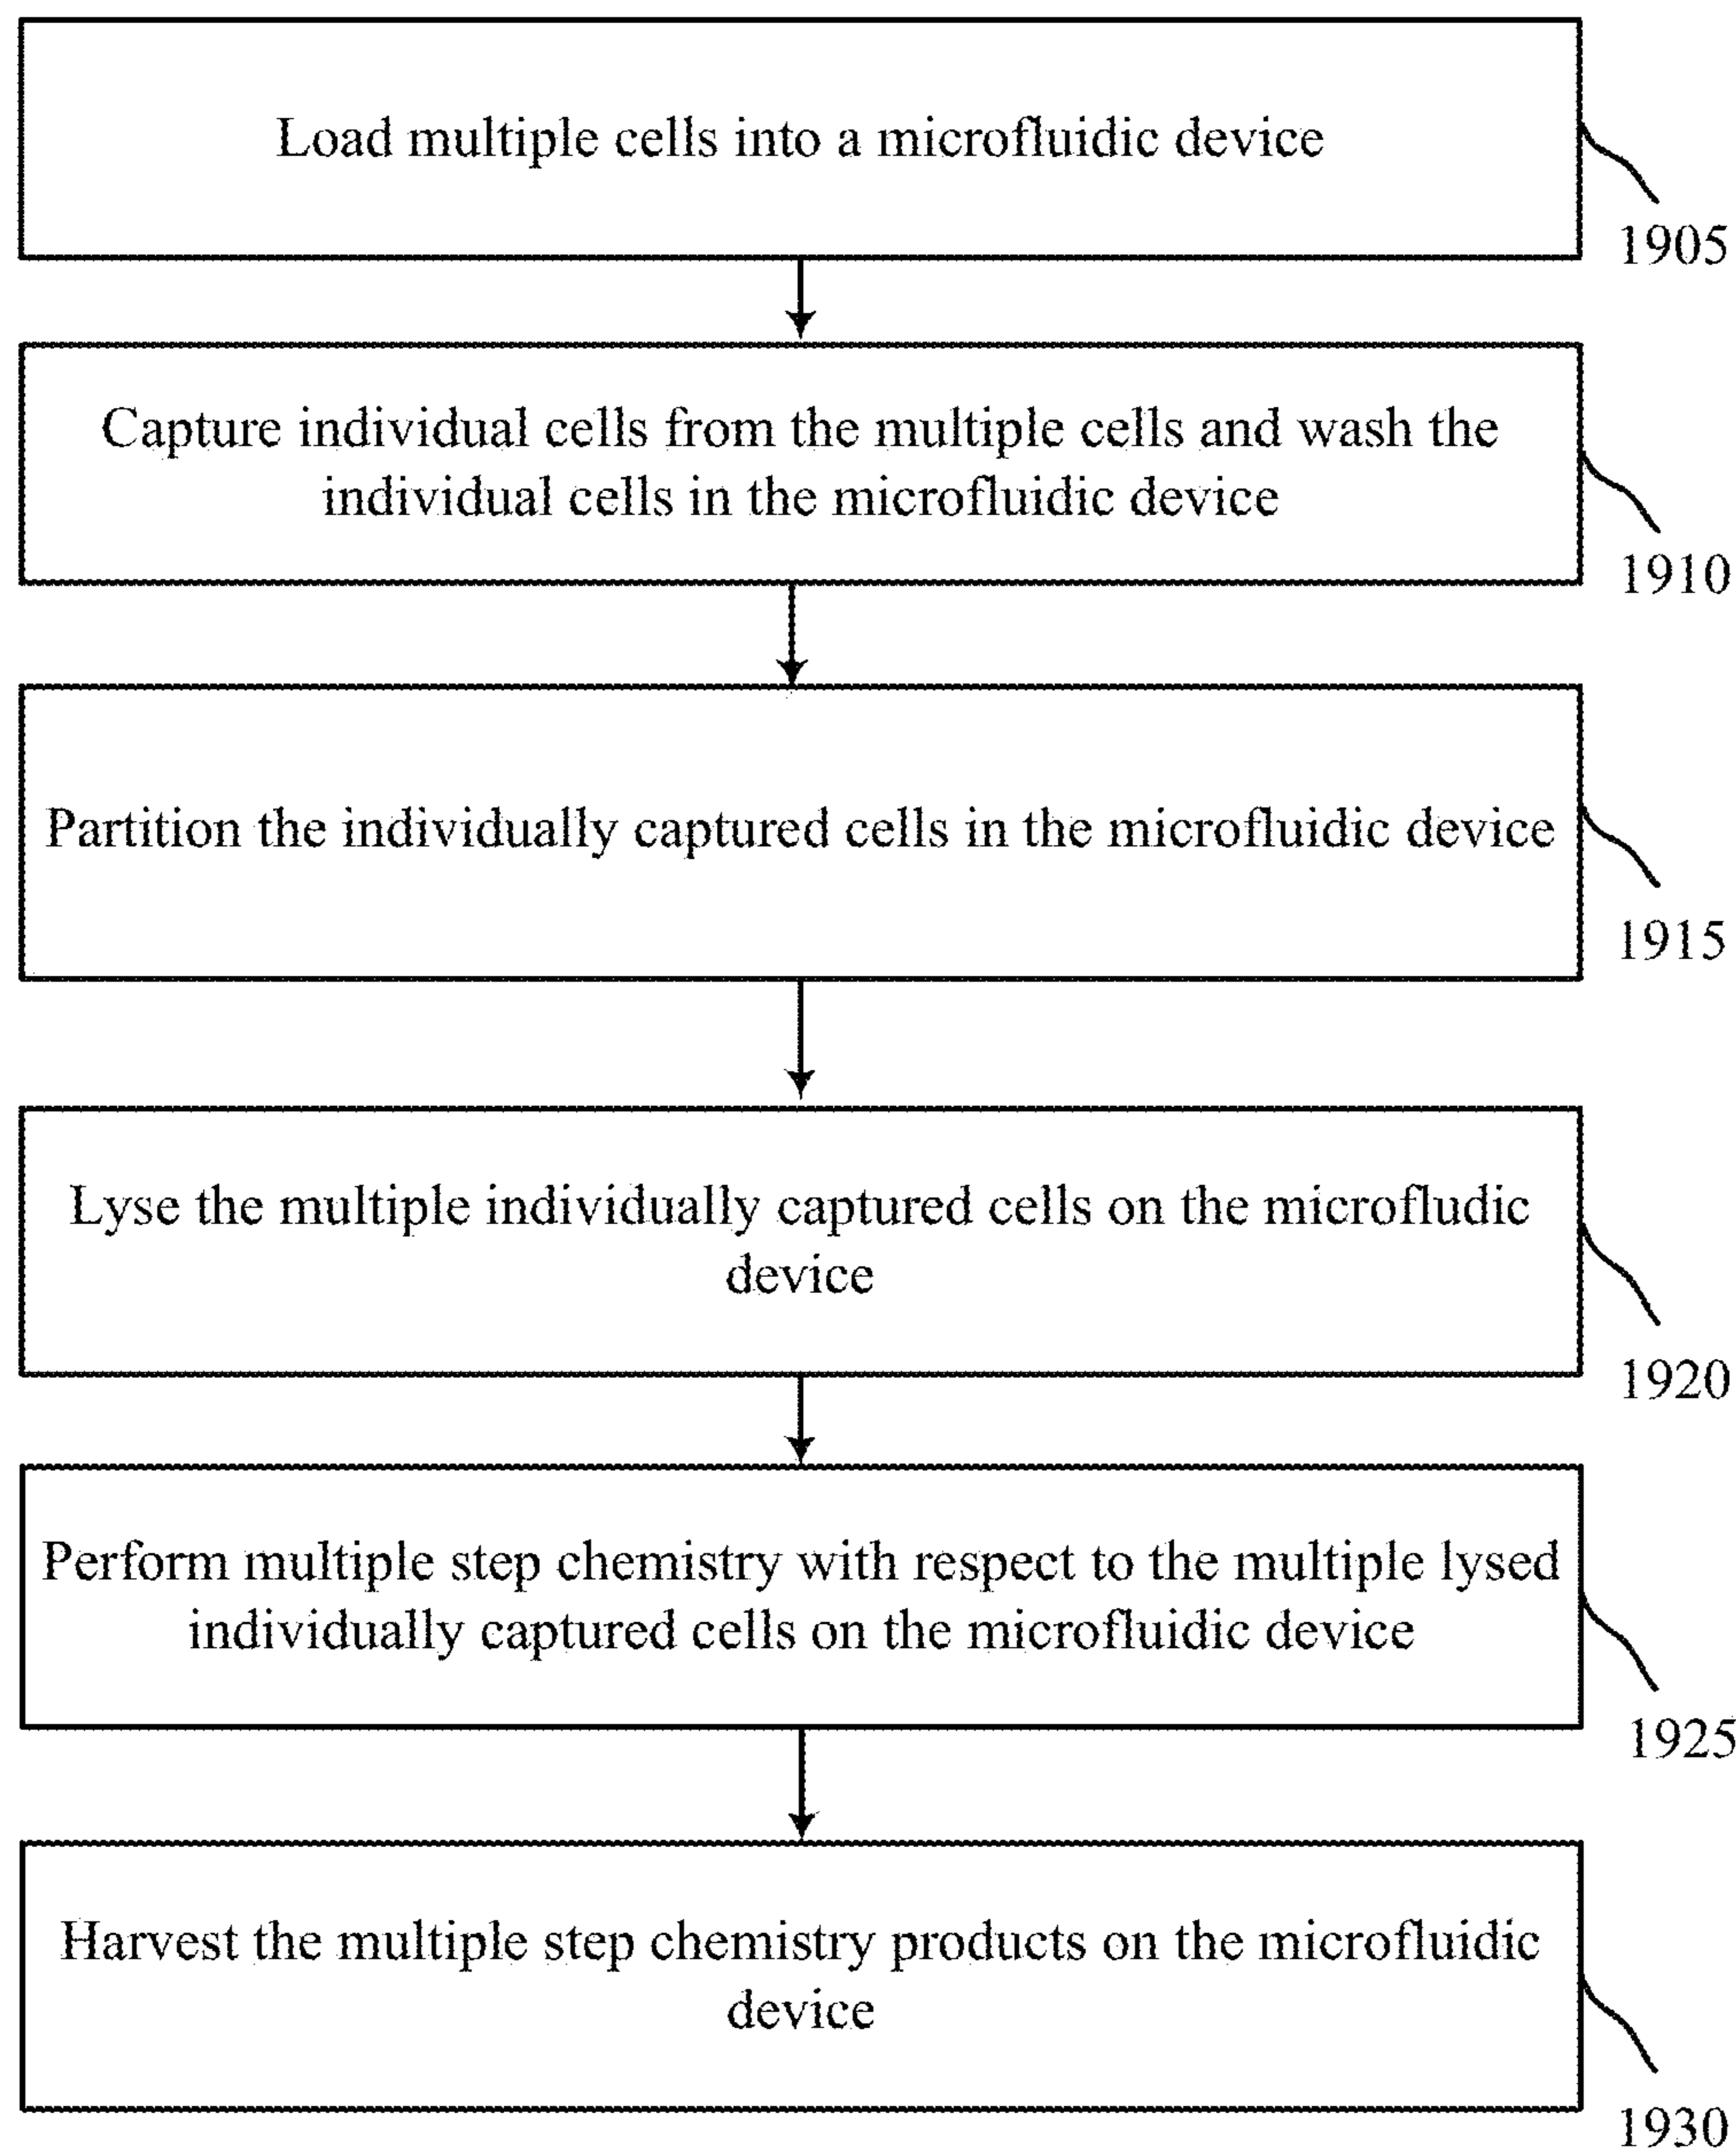 Load multiple cells into a microfluidic device
1905
Capture individual cells from the multiple cells and wash the
individual cells in the microfluidic device
1910
Partition the individually captured cells in the microfluidic device
1915
Lyse the multiple individually captured cells on the microfludic
device
1920
Perform multiple step chemistry with respect to the multiple lysed
individually captured cells on the microfluidic device
1925
Harvest the multiple step chemistry products on the microfluidic
device
1930